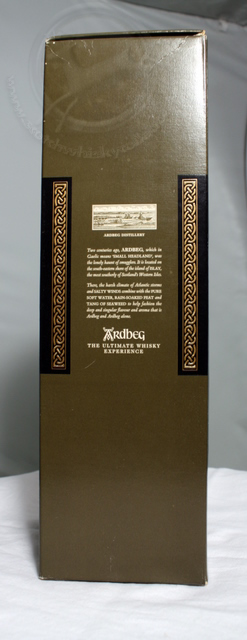 ARDBEG DISTILLERY
Two centuries ago, ARDBEG, which in
Gaelic means 'SMALL HEADLAND', was
the lonely haunt of smugglers. It is located on
the south-eastern shore of the island of ISLAY,
the most southerly of Scotland's Western Isles.
Then, the harsh climate of Atlantic storms
and SALTY WINDS combine with the PURE
SOFT WATER, RAIN-SOAKED PEAT and
TANG OF SEAWEED to help fashion the
deep and singular flavour and aroma that is
Ardbeg and Ardbeg alone.
ARDBEG
THE ULTIMATE WHISKY
EXPERIENCE